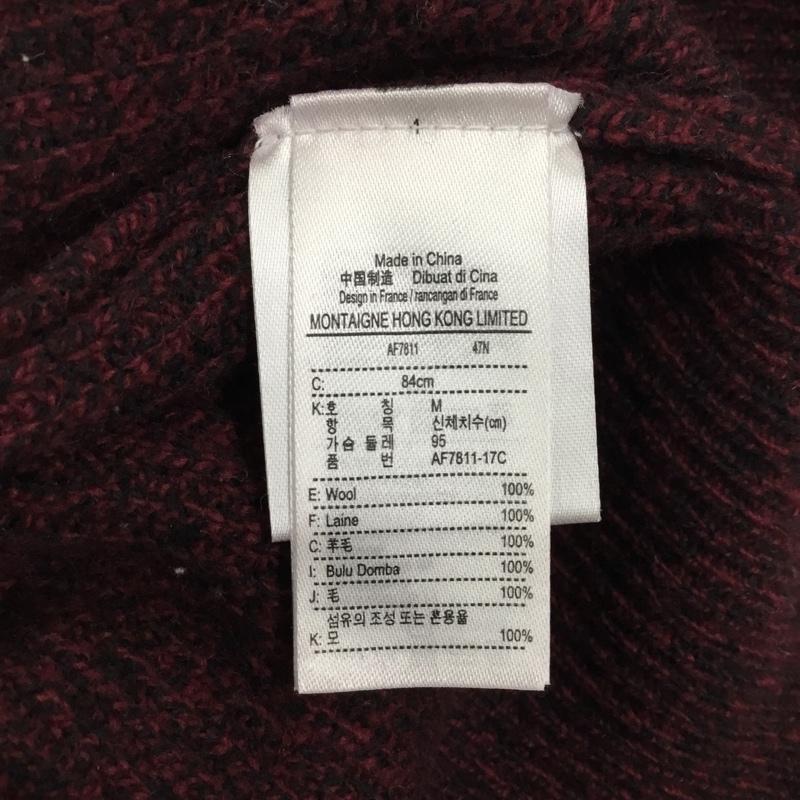 Made in China
中国制造 Dibuat di Cina
Design in France / rancangan di France
MONTAIGNE HONG KONG LIMITED
AF7811 47N
C: 84cm
K:호 칭 M
항 목 신체치수(㎝)
가슴 둘레 95
품 번 AF7811-17C
E: Wool 100%
F: Laine 100%
C: 羊毛 100%
I: Bulu Domba 100%
J: 毛 100%
섬유의 조성 또는 혼용율
K: 모 100%